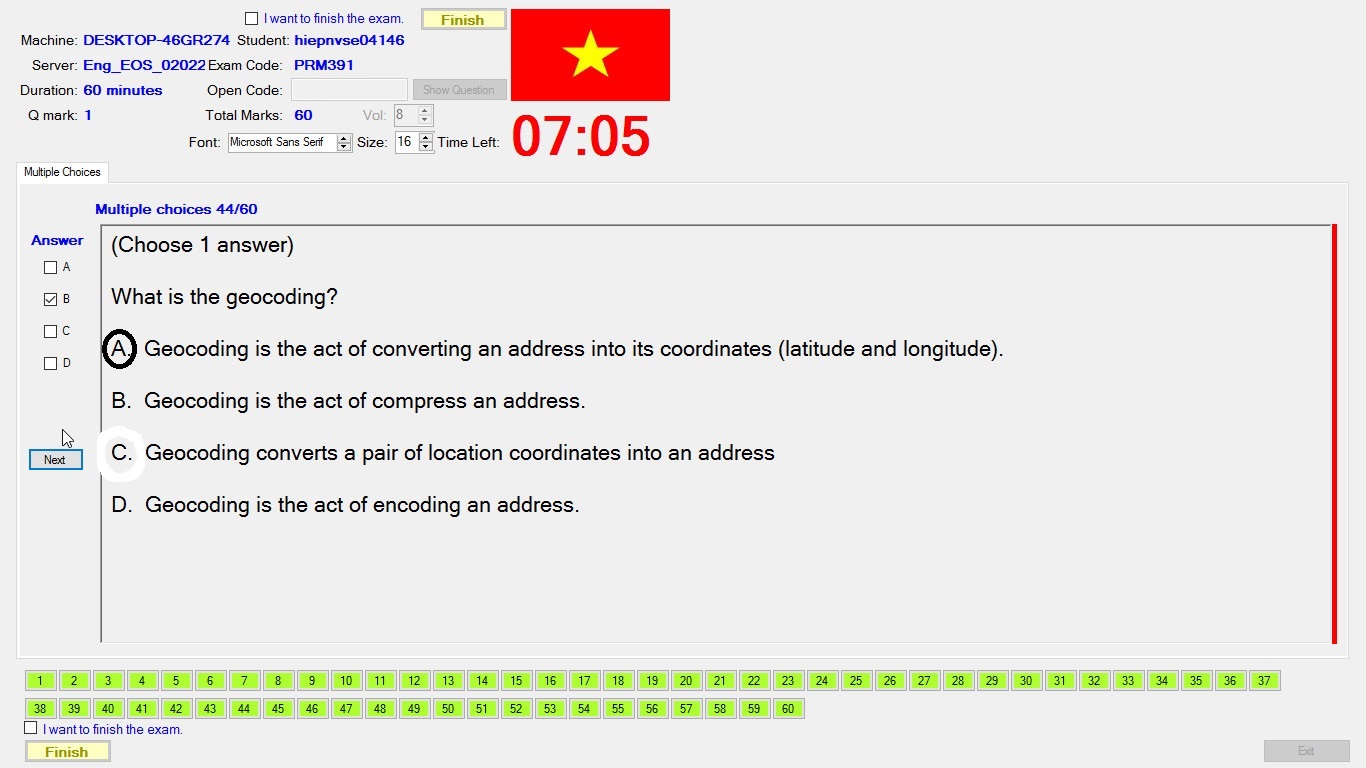 I want to finish the exam. Finish
Machine: DESKTOP-46GR274 Student: hiepnvse04146
Server: Eng_EOS_02022 Exam Code: PRM391
Duration: 60 minutes Open Code: Show Question
Q mark: 1 Total Marks: 60 Vol: 8
Font: Microsoft Sans Serif Size: 16 Time Left: 07:05
Multiple Choices
Multiple choices 44/60
Answer
A
B
C
D
Next
(Choose 1 answer)
What is the geocoding?
A. Geocoding is the act of converting an address into its coordinates (latitude and longitude).
B. Geocoding is the act of compress an address.
C. Geocoding converts a pair of location coordinates into an address
D. Geocoding is the act of encoding an address.
1 2 3 4 5 6 7 8 9 10 11 12 13 14 15 16 17 18 19 20 21 22 23 24 25 26 27 28 29 30 31 32 33 34 35 36 37
38 39 40 41 42 43 44 45 46 47 48 49 50 51 52 53 54 55 56 57 58 59 60
I want to finish the exam.
Finish Exit